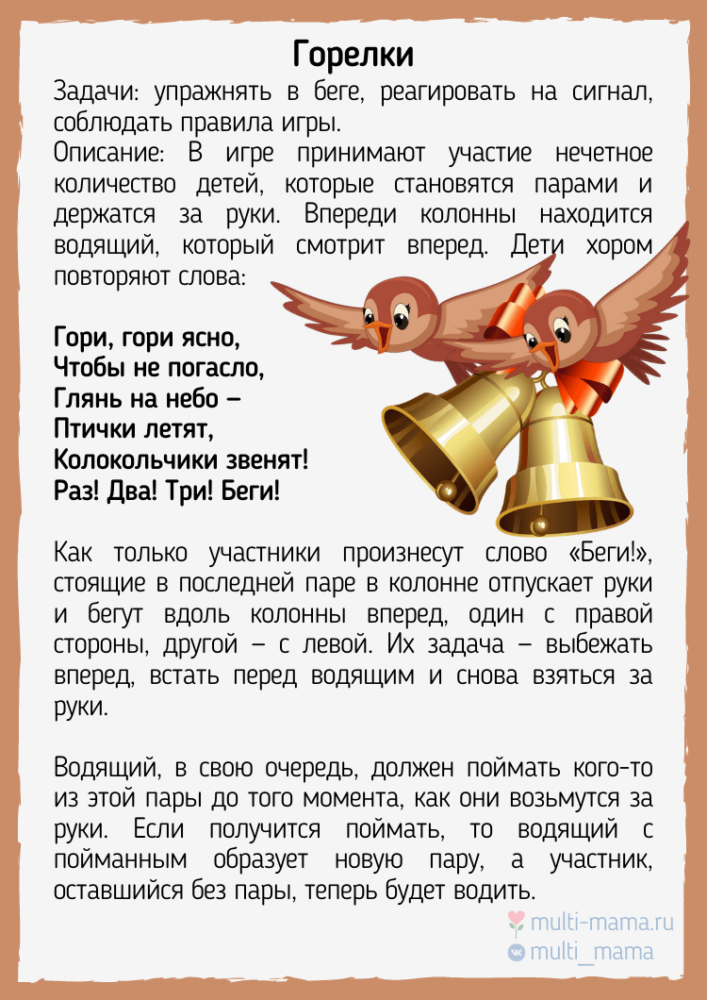 Горелки
Задачи: упражнять в беге, реагировать на сигнал,
соблюдать правила игры.
Описание: В игре принимают участие нечетное
количество детей, которые становятся парами и
держатся за руки. Впереди колонны находится
водящий, который смотрит вперед. Дети хором
повторяют слова:
Гори, гори ясно,
Чтобы не погасло,
Глянь на небо –
Птички летят,
Колокольчики звенят!
Раз! Два! Три! Беги!
Как только участники произнесут слово «Беги!»,
стоящие в последней паре в колонне отпускает руки
и бегут вдоль колонны вперед, один с правой
стороны, другой – с левой. Их задача – выбежать
вперед, встать перед водящим и снова взяться за
руки.
Водящий, в свою очередь, должен поймать кого-то
из этой пары до того момента, как они возьмутся за
руки. Если получится поймать, то водящий с
пойманным образует новую пару, а участник,
оставшийся без пары, теперь будет водить.
multi-mama.ru
multi_mama